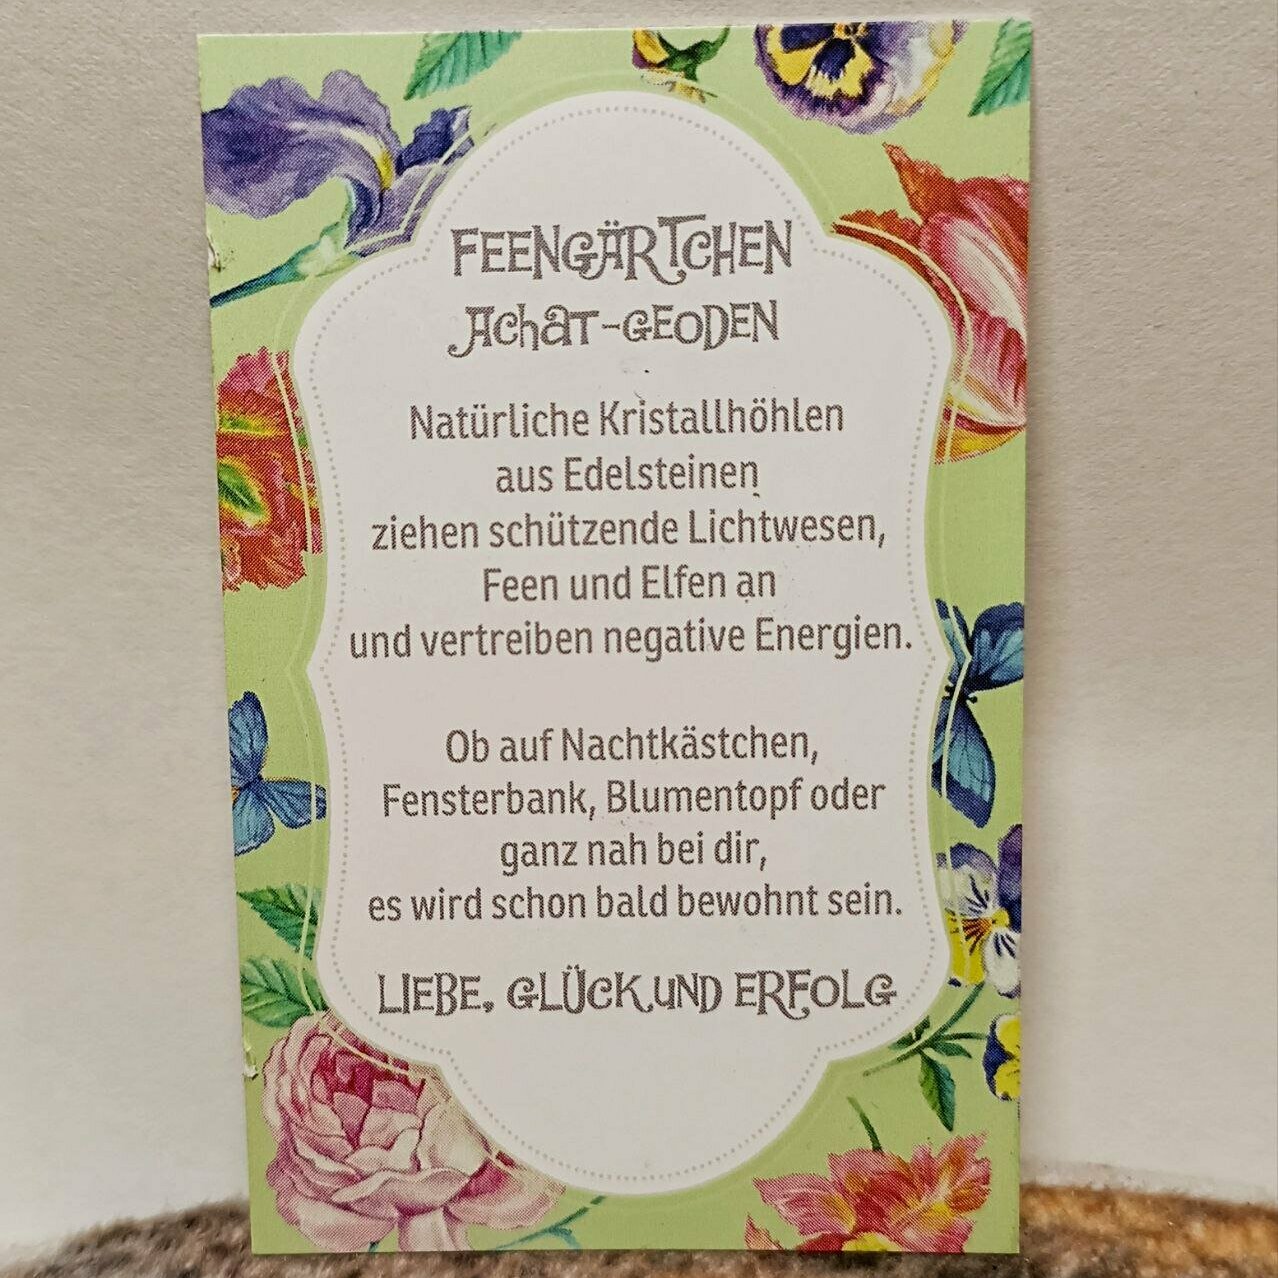 FEENGÄRTCHEN
ACHAT-GEODEN
Natürliche Kristallhöhlen
aus Edelsteinen
ziehen schützende Lichtwesen,
Feen und Elfen an
und vertreiben negative Energien.
Ob auf Nachtkästchen,
Fensterbank, Blumentopf oder
ganz nah bei dir,
es wird schon bald bewohnt sein.
LIEBE, GLÜCK UND ERFOLG